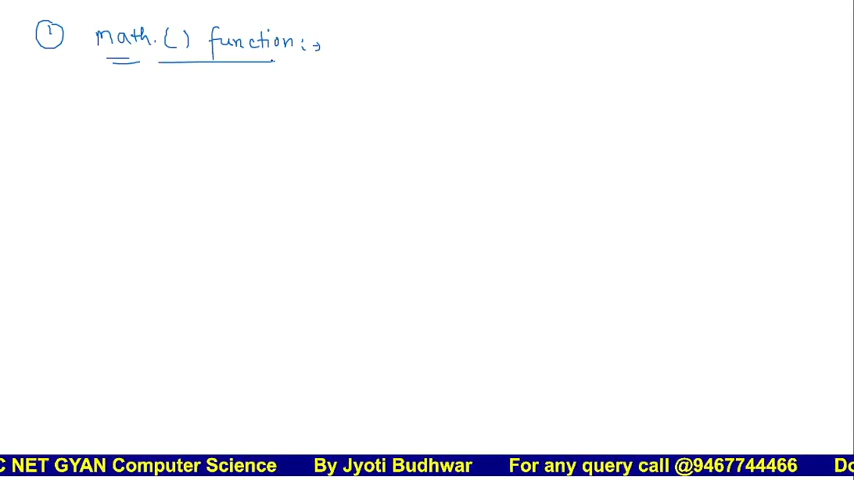 ① math.() function:→
C NET GYAN Computer Science By Jyoti Budhwar For any query call @9467744466 Do